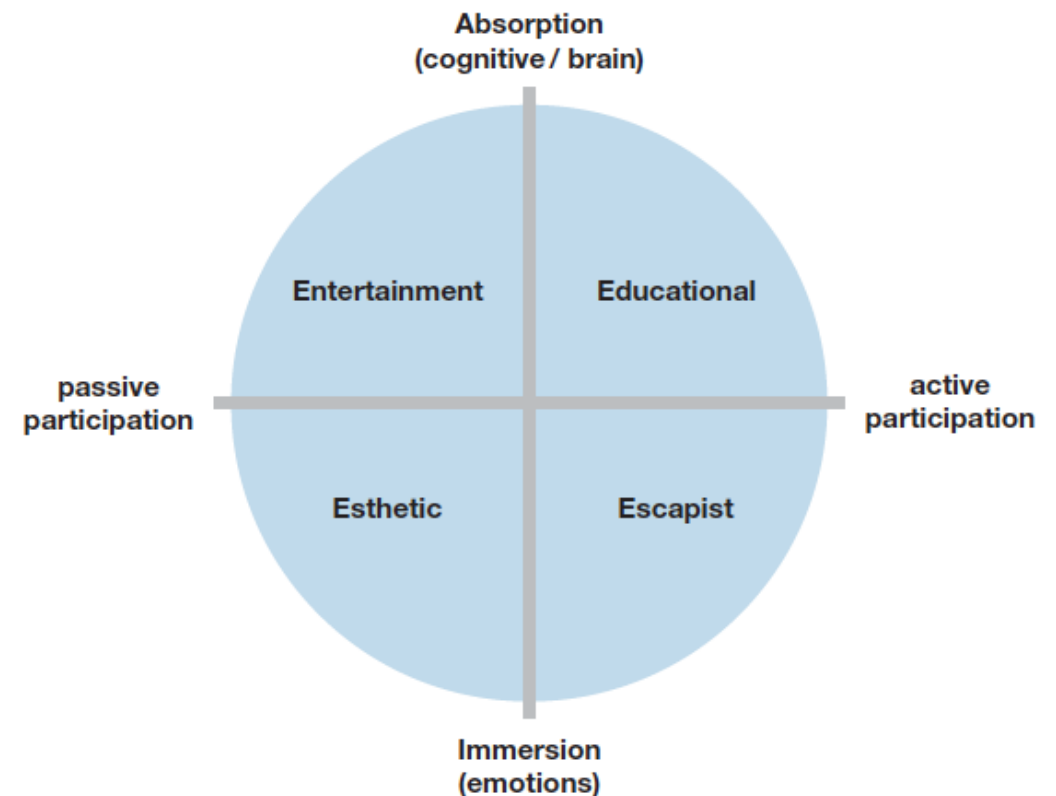 Absorption
(cognitive / brain)
Entertainment
Educational
passive
participation
active
participation
Esthetic
Escapist
Immersion
(emotions)